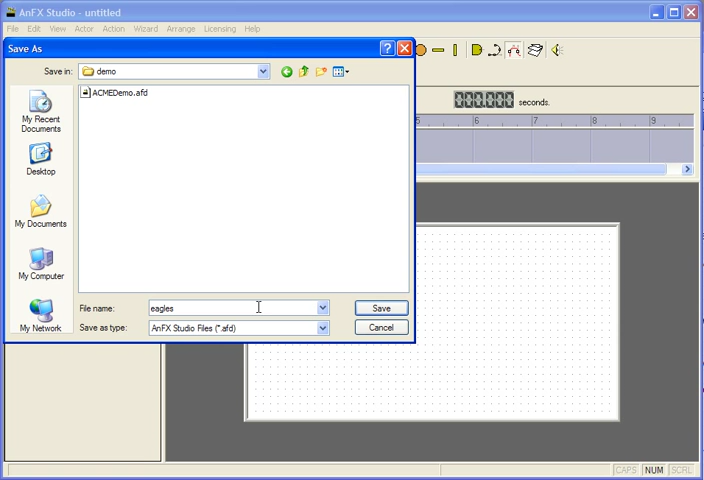 AnFX Studio - untitled
File Edit View Actor Action Wizard Arrange Licensing Help
Save As
Save in: demo
ACMEDemo.afd
My Recent
Documents
Desktop
My Documents
My Computer
My Network
File name: eagles Save
Save as type: AnFX Studio Files (*.afd) Cancel
seconds.
5 6 7 8 9
CAPS NUM SCRL